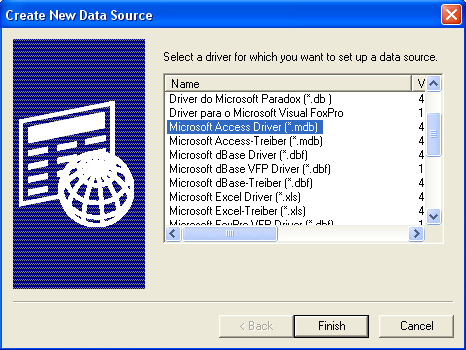 Create New Data Source
Select a driver for which you want to set up a data source.
Name V
Driver do Microsoft Paradox (*.db ) 4
Driver para o Microsoft Visual FoxPro 1
Microsoft Access Driver (*.mdb) 4
Microsoft Access-Treiber (*.mdb) 4
Microsoft dBase Driver (*.dbf) 4
Microsoft dBase VFP Driver (*.dbf) 1
Microsoft dBase-Treiber (*.dbf) 4
Microsoft Excel Driver (*.xls) 4
Microsoft Excel-Treiber (*.xls) 4
Microsoft FoxPro VFP Driver (*.dbf) 1
< Back Finish Cancel